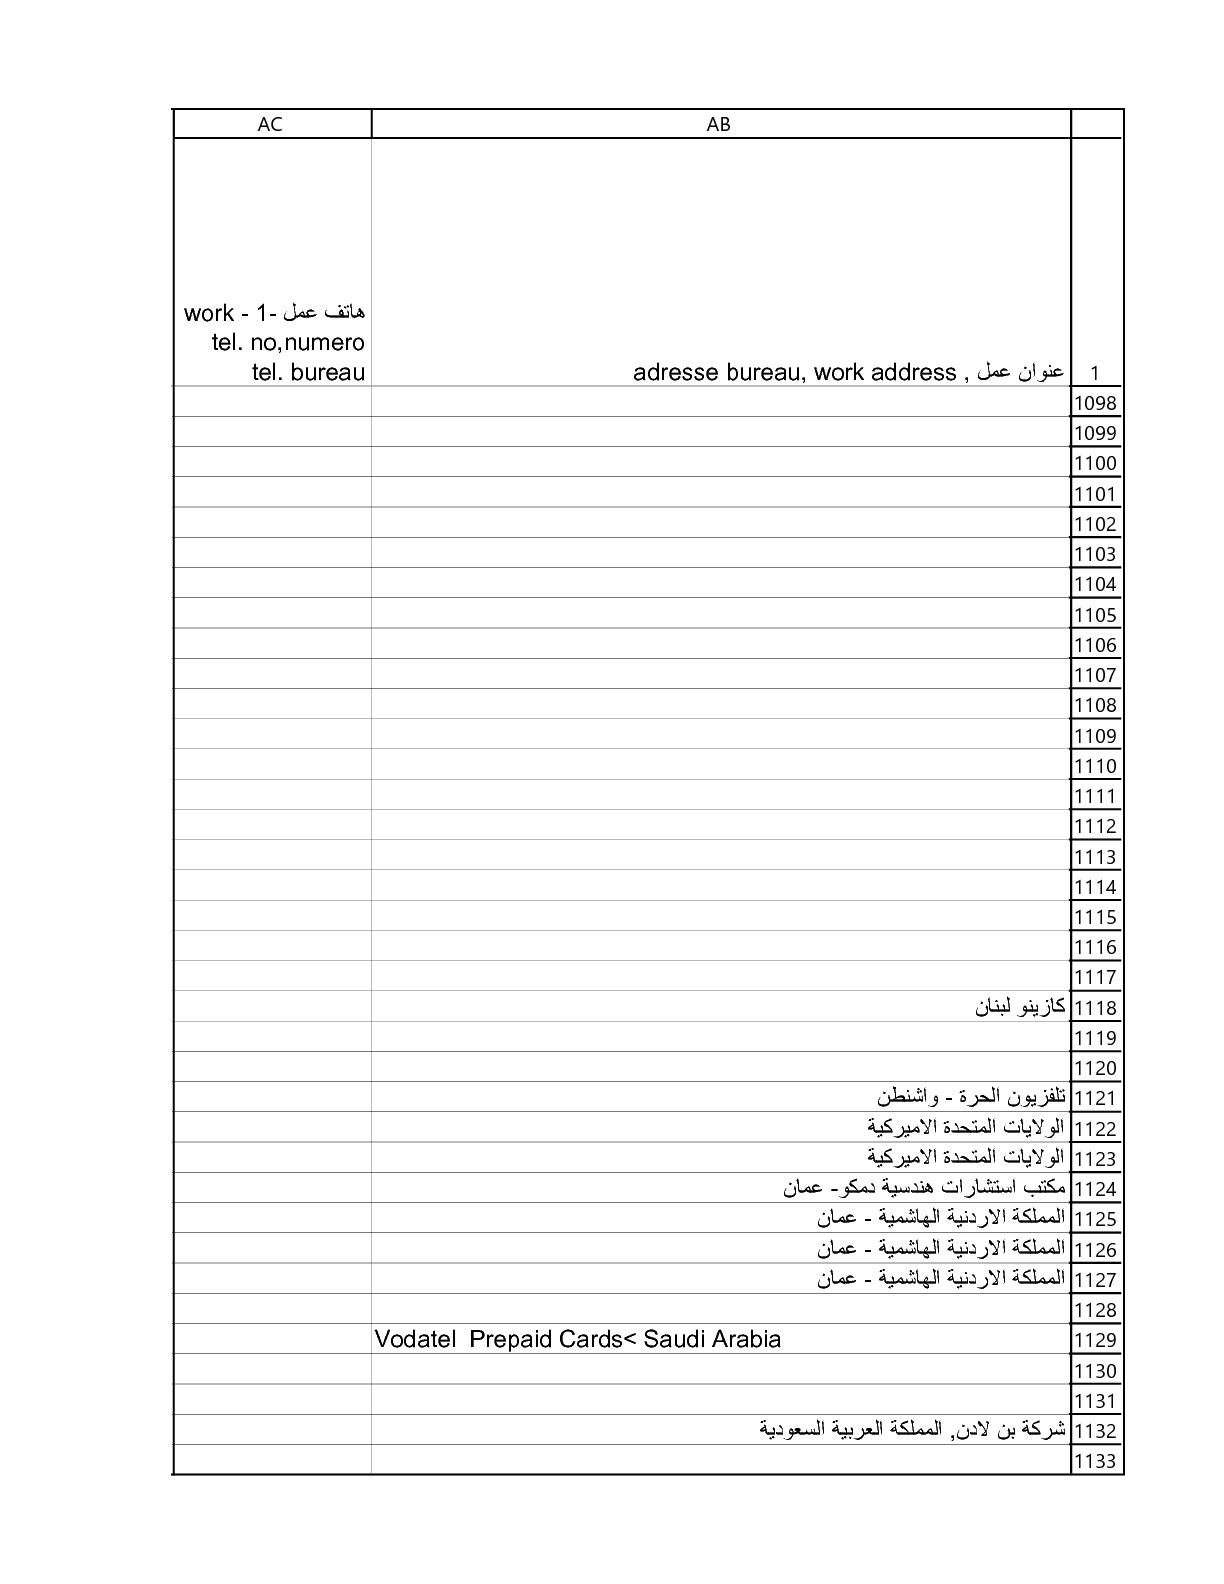 AB AC
هاتف عمل -1 - work
tel. no,numero
tel. bureau
1 عنوان عمل , adresse bureau, work address
1098
1099
1100
1101
1102
1103
1104
1105
1106
1107
1108
1109
1110
1111
1112
1113
1114
1115
1116
1117
1118 كازينو لبنان
1119
1120
1121 تلفزيون الحرة - واشنطن
1122 الولايات المتحدة الاميركية
1123 الولايات المتحدة الاميركية
1124 مكتب استشارات هندسية دمكو- عمان
1125 المملكة الاردنية الهاشمية - عمان
1126 المملكة الاردنية الهاشمية - عمان
1127 المملكة الاردنية الهاشمية - عمان
1128
1129 Vodatel  Prepaid Cards< Saudi Arabia
1130
1131
1132 شركة بن لادن, المملكة العربية السعودية
1133